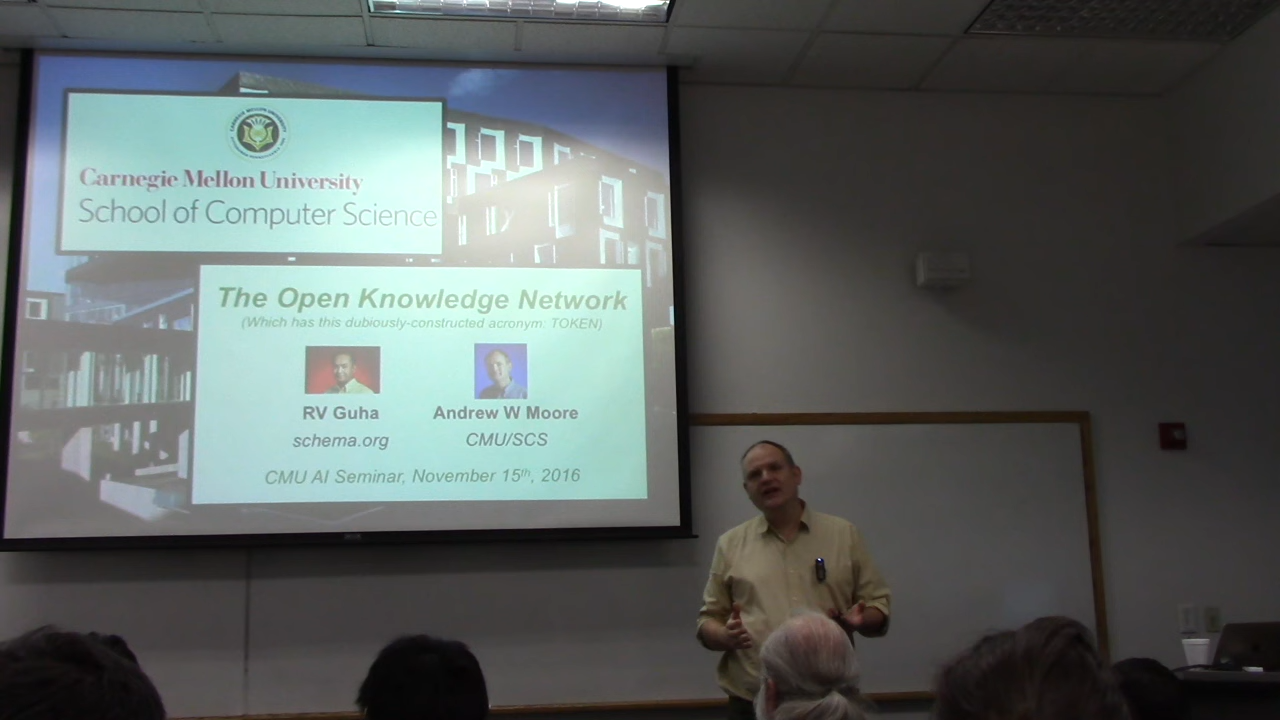 Carnegie Mellon University
School of Computer Science
The Open Knowledge Network
(Which has this dubiously-constructed acronym: TOKEN)
RV Guha
Andrew W Moore
schema.org
CMU/SCS
CMU AI Seminar, November 15th, 2016